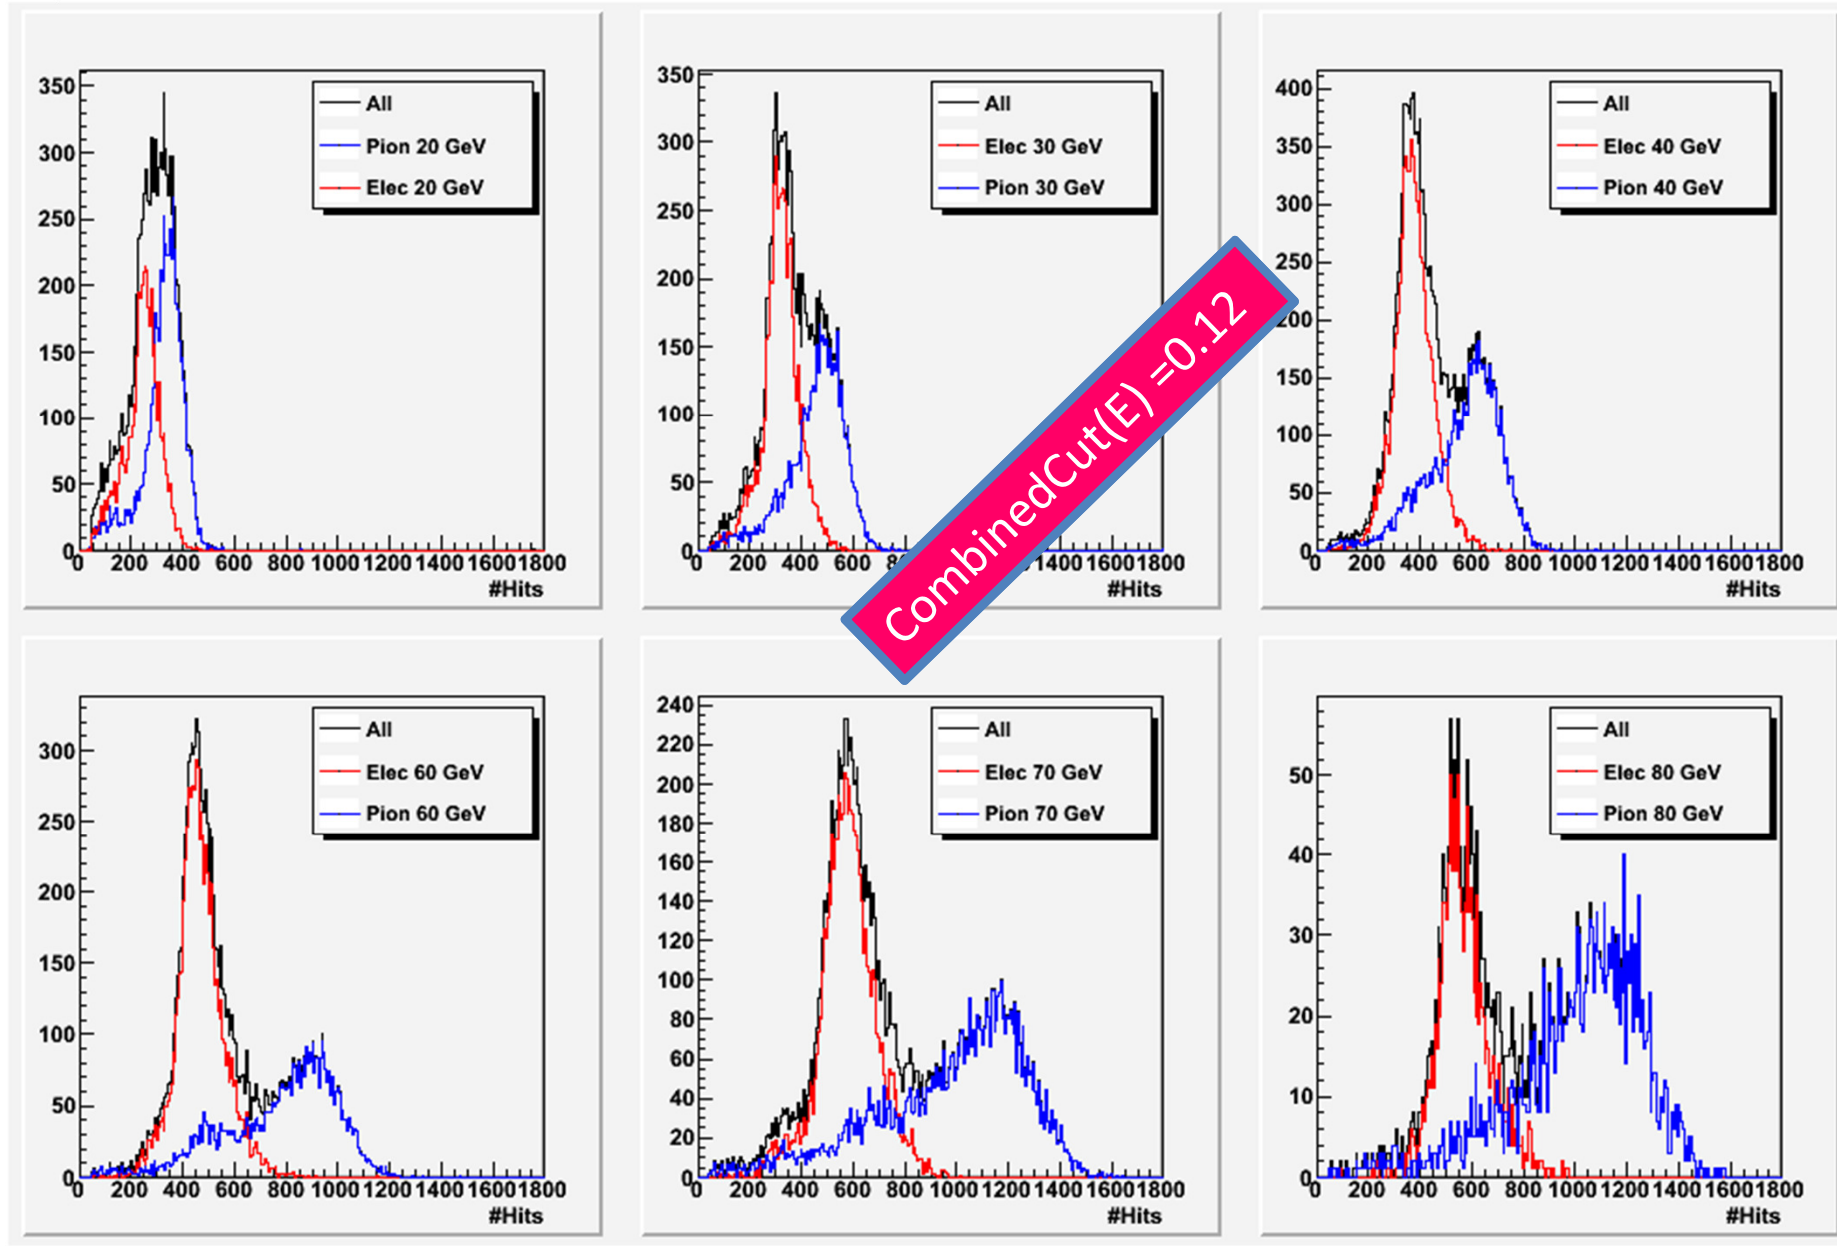 350
300
250
200
150
100
50
0
All
Pion 20 GeV
Elec 20 GeV
0 200 400 600 800 1000 1200 1400 1600 1800
#Hits
350
300
250
200
150
100
50
0
All
Elec 30 GeV
Pion 30 GeV
0 200 400 600 1400 1600 1800
#Hits
400
350
300
250
200
150
100
50
0
All
Elec 40 GeV
Pion 40 GeV
0 200 400 600 800 1000 1200 1400 1600 1800
#Hits
CombinedCut(E) =0.12
300
250
200
150
100
50
0
All
Elec 60 GeV
Pion 60 GeV
0 200 400 600 800 1000 1200 1400 1600 1800
#Hits
240
220
200
180
160
140
120
100
80
60
40
20
0
All
Elec 70 GeV
Pion 70 GeV
0 200 400 600 800 1000 1200 1400 1600 1800
#Hits
50
40
30
20
10
0
All
Elec 80 GeV
Pion 80 GeV
0 200 400 600 800 1000 1200 1400 1600 1800
#Hits